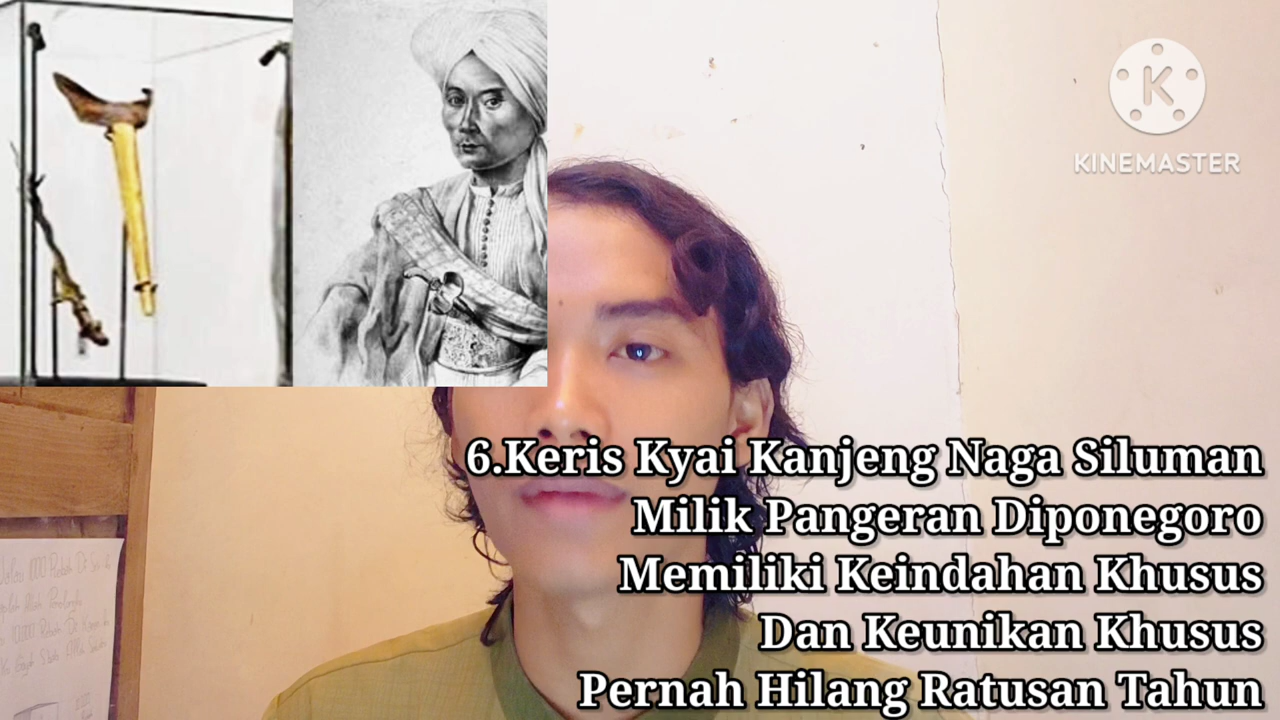 KINEMASTER
6.Keris Kyai Kanjeng Naga Siluman
Milik Pangeran Diponegoro
Memiliki Keindahan Khusus
Dan Keunikan Khusus
Pernah Hilang Ratusan Tahun